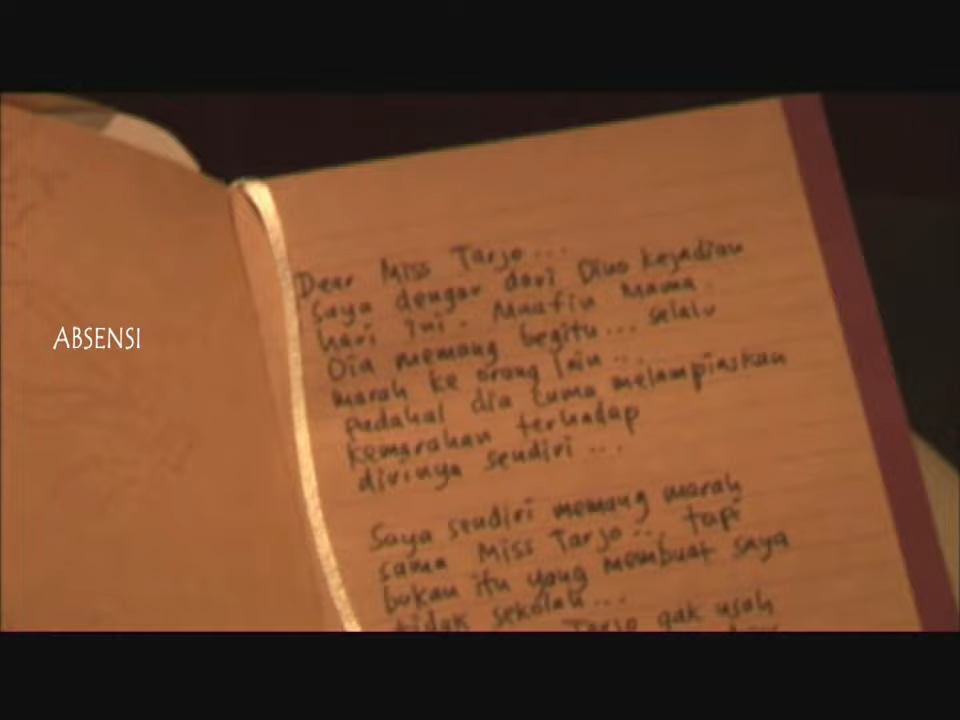 ABSENSI
Dear Miss Tarjo...
Saya dengar dari Dino kejadian
hari ini. Maafin Mama.
Dia memang begitu... selalu
marah ke orang lain...
padahal dia cuma melampiaskan
kemarahan terhadap
dirinya sendiri...
Saya sendiri memang marah
sama Miss Tarjo... tapi
bukan itu yang membuat saya
tidak sekolah...
Tarjo gak usah